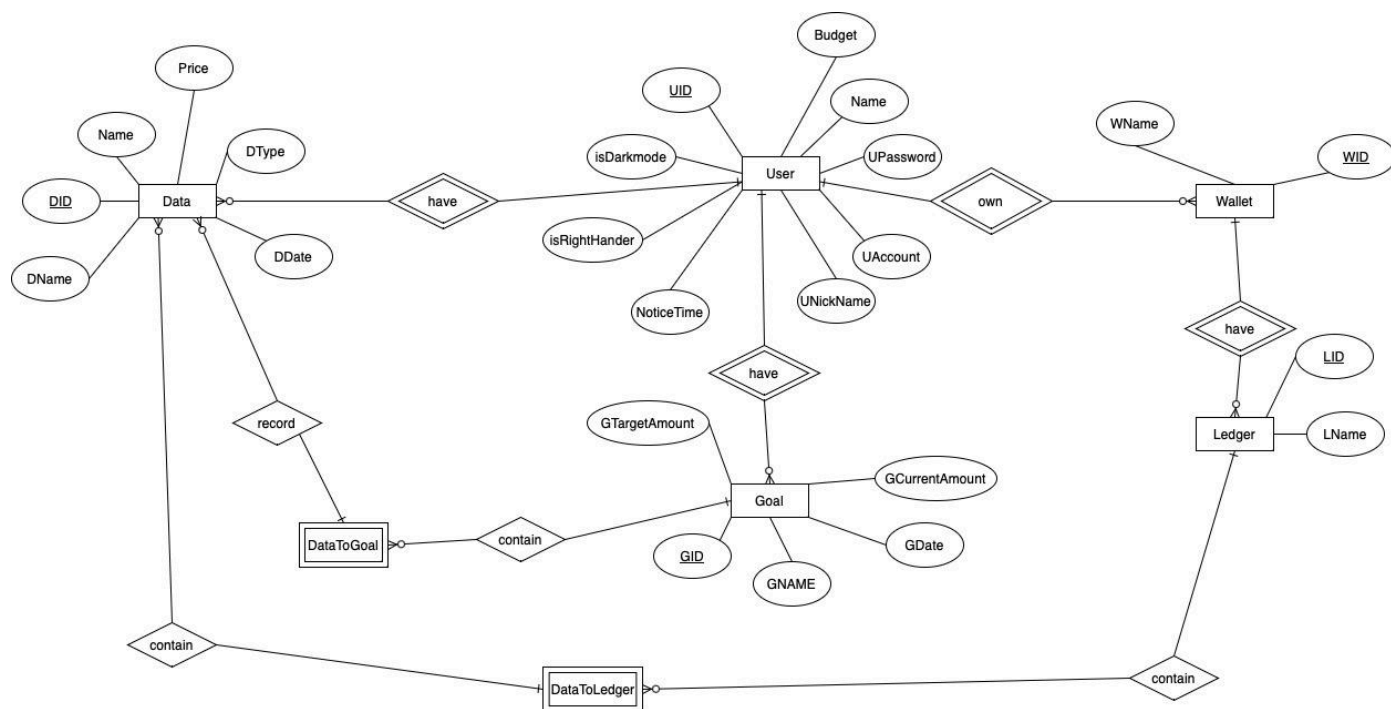 Budget
Price
UID
Name
WName
Name
DType
isDarkmode
UPassword
WID
User
DID
Data
have
own
Wallet
isRightHander
DDate
UAccount
DName
NoticeTime
UNickName
have
LID
have
record
GTargetAmount
Ledger
LName
GCurrentAmount
Goal
DataToGoal
contain
GID
GDate
GNAME
contain
contain
DataToLedger